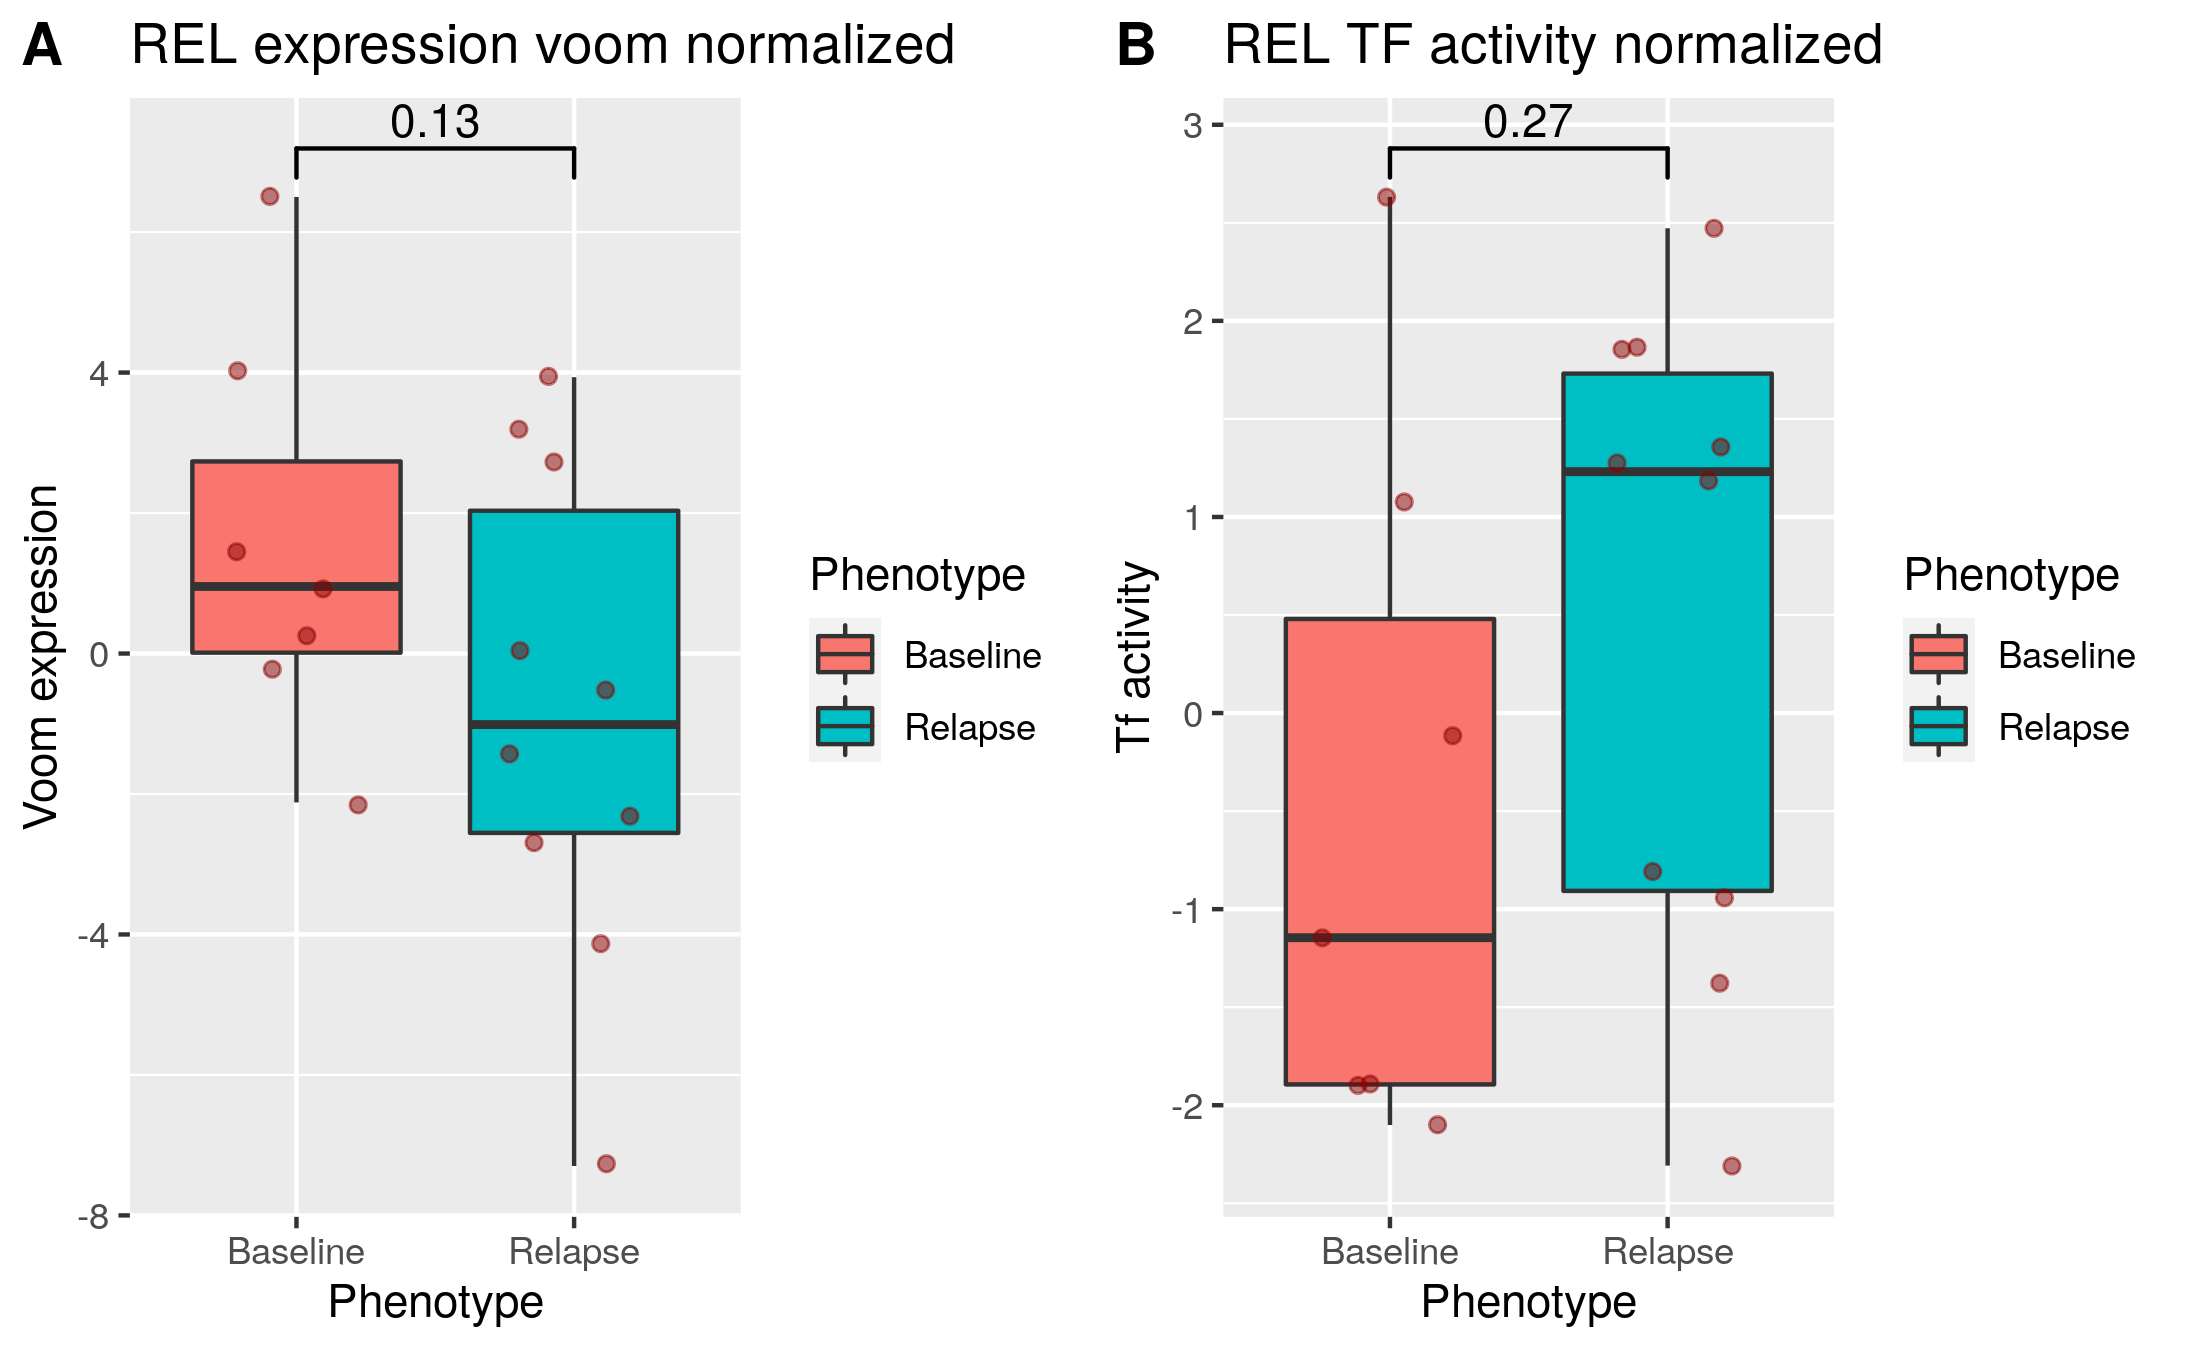 A REL expression voom normalized
0.13
4
0
-4
-8
Voom expression
Baseline Relapse
Phenotype
Phenotype
Baseline
Relapse
B REL TF activity normalized
0.27
3
2
1
0
-1
-2
Tf activity
Baseline Relapse
Phenotype
Phenotype
Baseline
Relapse